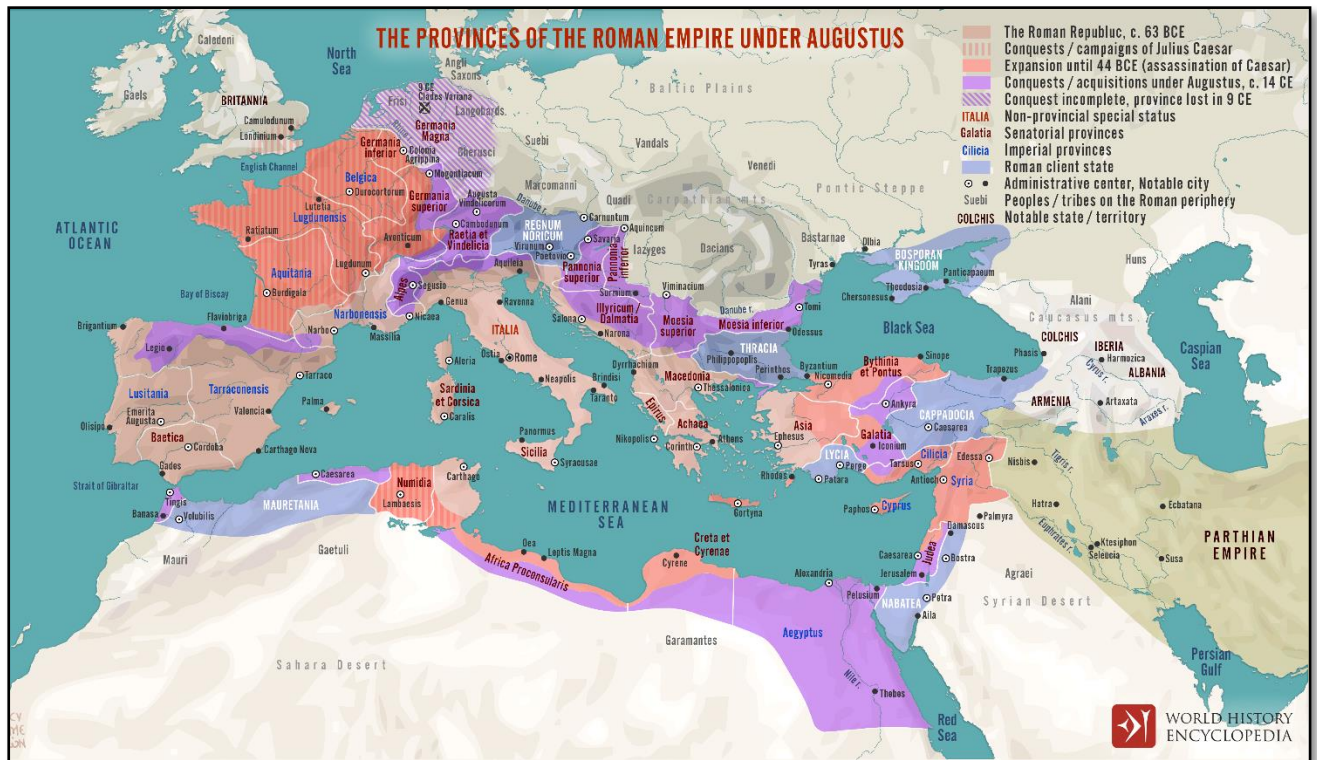 THE PROVINCES OF THE ROMAN EMPIRE UNDER AUGUSTUS
The Roman Republuc, c. 63 BCE
Conquests / campaigns of Julius Caesar
Expansion until 44 BCE (assassination of Caesar)
Conquests / acquisitions under Augustus, c. 14 CE
Conquest incomplete, province lost in 9 CE
ITALIA Non-provincial special status
Galatia Senatorial provinces
Cilicia Imperial provinces
Roman client state
Administrative center, Notable city
Suebi Peoples / tribes on the Roman periphery
COLCHIS Notable state / territory
Caledoni
North
Sea
Angli
Saxons
Baltic Plains
Gaels
BRITANNIA
Camulodunum
Londinium
English Channel
Frisi
9 CE
Clades Variana
Langobards
Germania
Magna
Cherusci
Germania
inferior
Colonia
Agrippina
Mogontiacum
Belgica
Durocortorum
Lutetia
Lugdunensis
Germania
superior
Augusta
Vindelicorum
Cambodunum
Raetia et
Vindelicia
Suebi
Vandals
Venedi
Marcomanni
Quadi
Carpathian mts.
Pontic Steppe
Danube r.
REGNUM
NORICUM
Virunum
Poetovio
Carnuntum
Savaria
Aquincum
Iazyges
Dacians
Bastarnae
Tyras
Olbia
BOSPORAN
KINGDOM
Panticapaeum
Theodosia
Chersonesus
Huns
Alani
Caucasus mts.
ATLANTIC
OCEAN
Ratiatum
Aventicum
Aquitania
Lugdunum
Burdigala
Bay of Biscay
Alpes
Segusio
Aquileia
Pannonia
superior
Pannonia
inferior
Sirmium
Viminacium
Illyricum/
Dalmatia
Moesia
superior
Danube r.
Moesia inferior
Tomi
Odessus
Black Sea
Narbonensis
Narbo
Massilia
Nicaea
Genua
Ravenna
Salona
Narona
ITALIA
Rome
Ostia
THRACIA
Philippopolis
Perinthos
Byzantium
Nicomedia
Bithynia
et Pontus
Sinope
Trapezus
Phasis
COLCHIS
IBERIA
Harmozica
ALBANIA
Cyrus r.
Caspian
Sea
ARMENIA
Artaxata
Araxes r.
Brigantium
Flaviobriga
Legio
Lusitania
Tarraconensis
Tarraco
Emerita
Augusta
Valencia
Palma
Olisipo
Baetica
Cordoba
Carthago Nova
Gades
Strait of Gibraltar
Aleria
Sardinia
et Corsica
Caralis
Neapolis
Brindisi
Taranto
Dyrrhachium
Macedonia
Thessalonica
Epirus
Achaea
Nikopolis
Corinth
Athens
Panormus
Sicilia
Syracusae
Asia
Ephesus
Ankyra
Galatia
Iconium
CAPPADOCIA
Caesarea
LYCIA
Perge
Patara
Rhodos
Cilicia
Tarsus
Edessa
Antioch
Syria
Nisbis
Tigris r.
Hatra
Ecbatana
Tingis
Banasa
Volubilis
Caesarea
MAURETANIA
Numidia
Lambaesis
Carthago
MEDITERRANEAN
SEA
Gortyna
Paphos
Cyprus
Palmyra
Damascus
Euphrates r.
Ktesiphon
Seleucia
Susa
PARTHIAN
EMPIRE
Mauri
Gaetuli
Oea
Leptis Magna
Africa Proconsularis
Creta et
Cyrenae
Cyrene
Alexandria
Pelusium
Caesarea
Judea
Jerusalem
Bostra
NABATEA
Petra
Aila
Agraei
Syrian Desert
Garamantes
Aegyptus
Nile r.
Thebes
Sahara Desert
Red
Sea
Persian
Gulf
WORLD HISTORY
ENCYCLOPEDIA